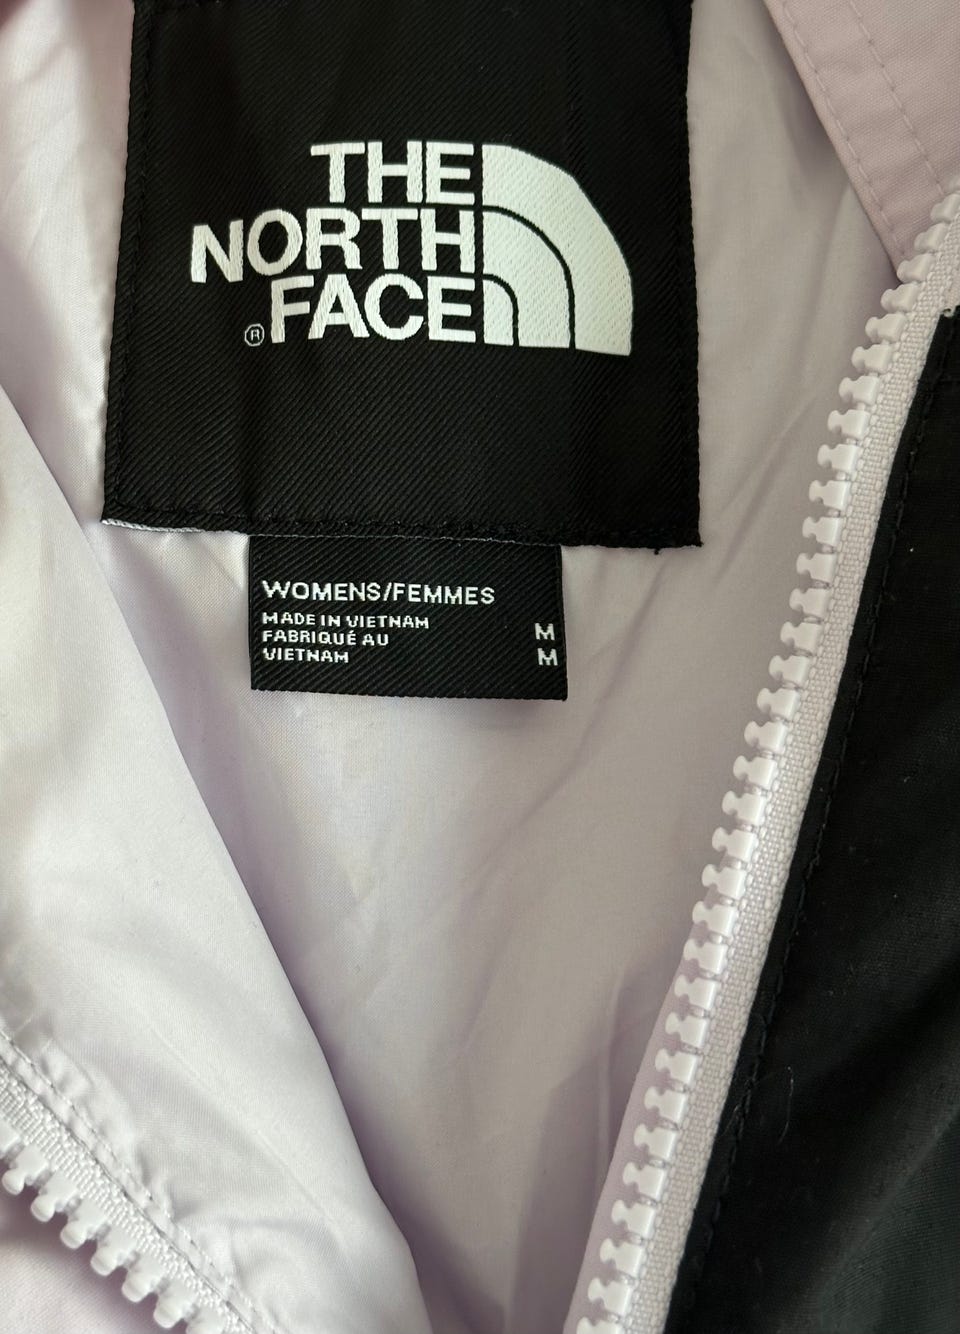 THE
NORTH
®FACE
WOMENS/FEMMES
MADE IN VIETNAM
FABRIQUÉ AU
VIETNAM
M
M